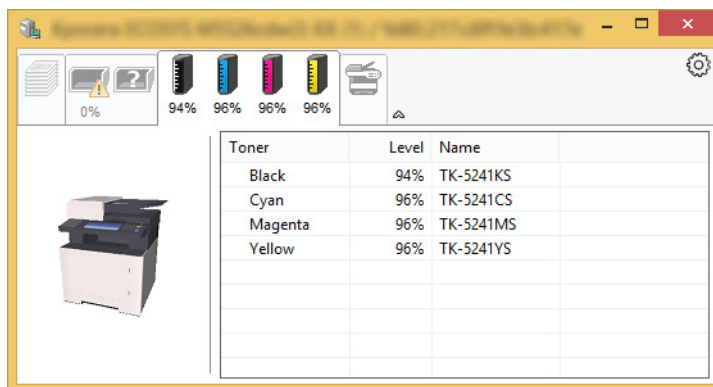 0%
94% 96% 96% 96%
Toner Level Name
Black 94% TK-5241KS
Cyan 96% TK-5241CS
Magenta 96% TK-5241MS
Yellow 96% TK-5241YS